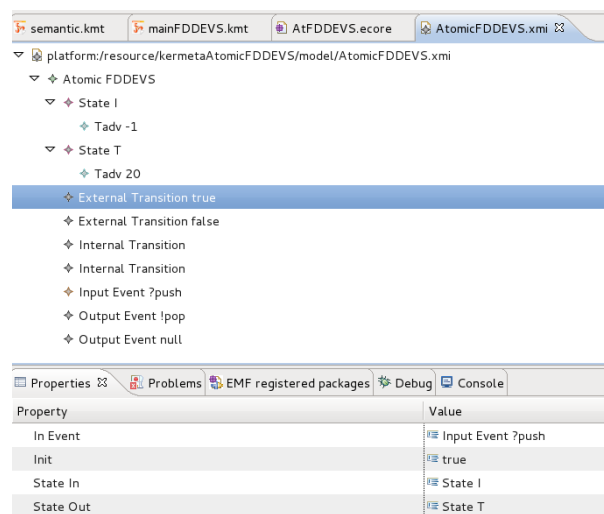 semantic.kmt mainFDDEVS.kmt AtFDDEVS.ecore AtomicFDDEVS.xmi
platform:/resource/kermetaAtomicFDDEVS/model/AtomicFDDEVS.xmi
Atomic FDDEVS
State I
Tadv -1
State T
Tadv 20
External Transition true
External Transition false
Internal Transition
Internal Transition
Input Event ?push
Output Event !pop
Output Event null
Properties Problems EMF registered packages Debug Console
Property Value
In Event Input Event ?push
Init true
State In State I
State Out State T